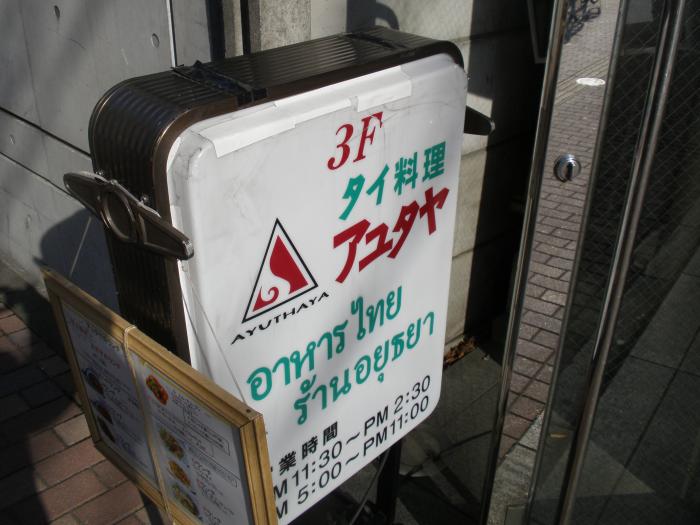 3F
タイ料理
アユタヤ
AYUTHAYA
อาหารไทย
ร้านอยุธยา
業時間
M 11:30～PM 2:30
M 5:00～PM 11:00